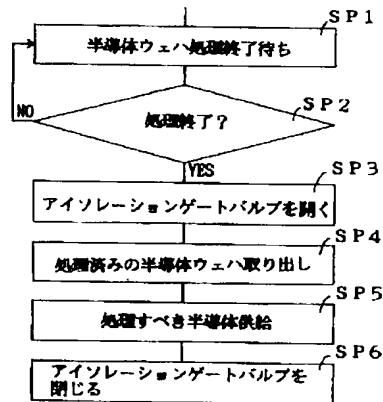 SP1
半導体ウェハ処理終了待ち
SP2
処理終了?
NO
YES
SP3
アイソレーションゲートバルブを開く
SP4
処理済みの半導体ウェハ取り出し
SP5
処理すべき半導体供給
SP6
アイソレーションゲートバルブを
閉じる